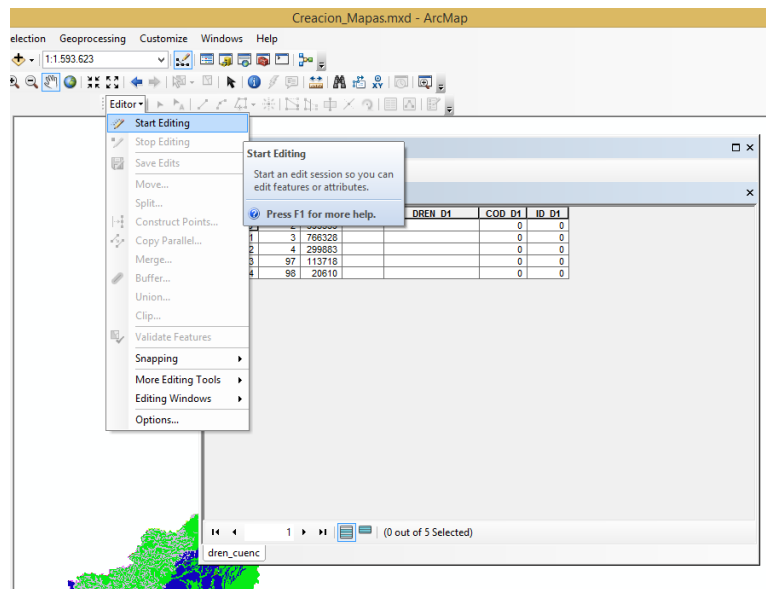 Creacion_Mapas.mxd - ArcMap
election Geoprocessing Customize Windows Help
1:1.593.623
Editor
Start Editing
Stop Editing
Save Edits
Move...
Split...
Construct Points...
Copy Parallel...
Merge...
Buffer...
Union...
Clip...
Validate Features
Snapping
More Editing Tools
Editing Windows
Options...
Start Editing
Start an edit session so you can
edit features or attributes.
Press F1 for more help.
DREN_D1 COD_D1 ID_D1
2 0 0
1 3 766328 0 0
2 4 299883 0 0
3 97 113718 0 0
4 98 20610 0 0
1 (0 out of 5 Selected)
dren_cuenc